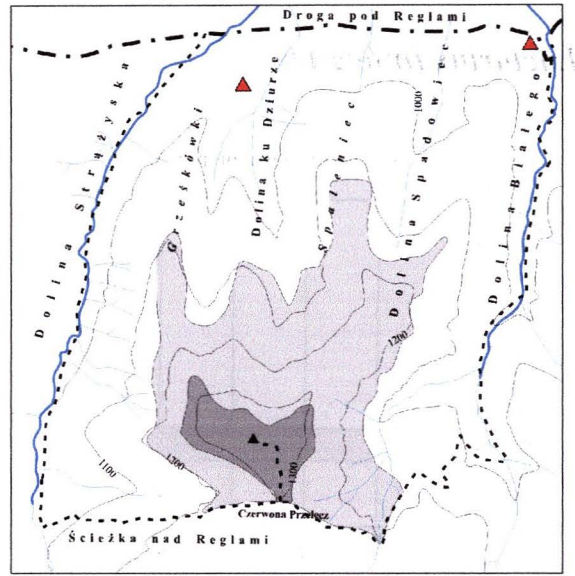 Droga pod Reglami
Dolina Strążyska
Grześkówki
Dolina ku Dziurze
Spaleniec
Dolina Spadowiec
Dolina Białego
1000
1200
1100
1200
1300
Czerwona Przełęcz
Ścieżka nad Reglami